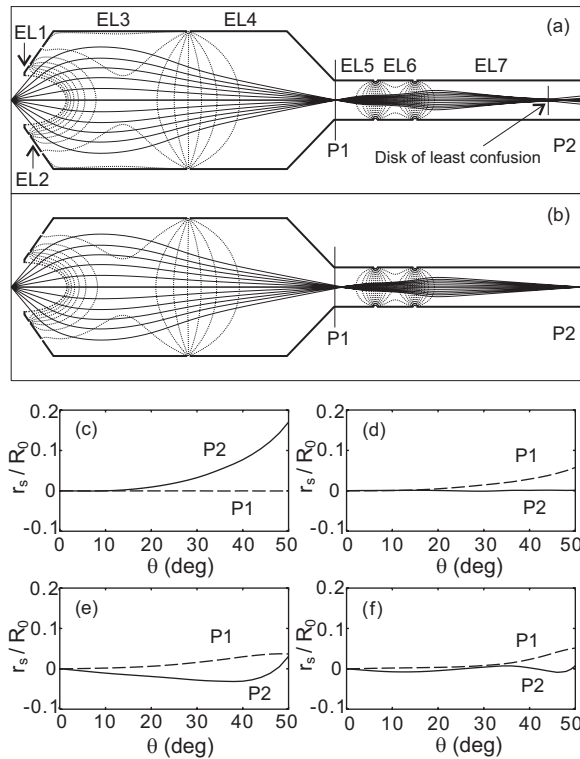 EL1 EL3 EL4 (a)
EL5 EL6 EL7
EL2
P1 Disk of least confusion P2
(b)
P1 P2
0.2 (c) 0.2 (d)
r_s / R_0 0.1 P2 r_s / R_0 0.1 P1
0 P1 0 P2
-0.1 -0.1
0 10 20 30 40 50 0 10 20 30 40 50
θ (deg) θ (deg)
0.2 (e) 0.2 (f)
r_s / R_0 0.1 P1 r_s / R_0 0.1 P1
0 P2 0 P2
-0.1 -0.1
0 10 20 30 40 50 0 10 20 30 40 50
θ (deg) θ (deg)